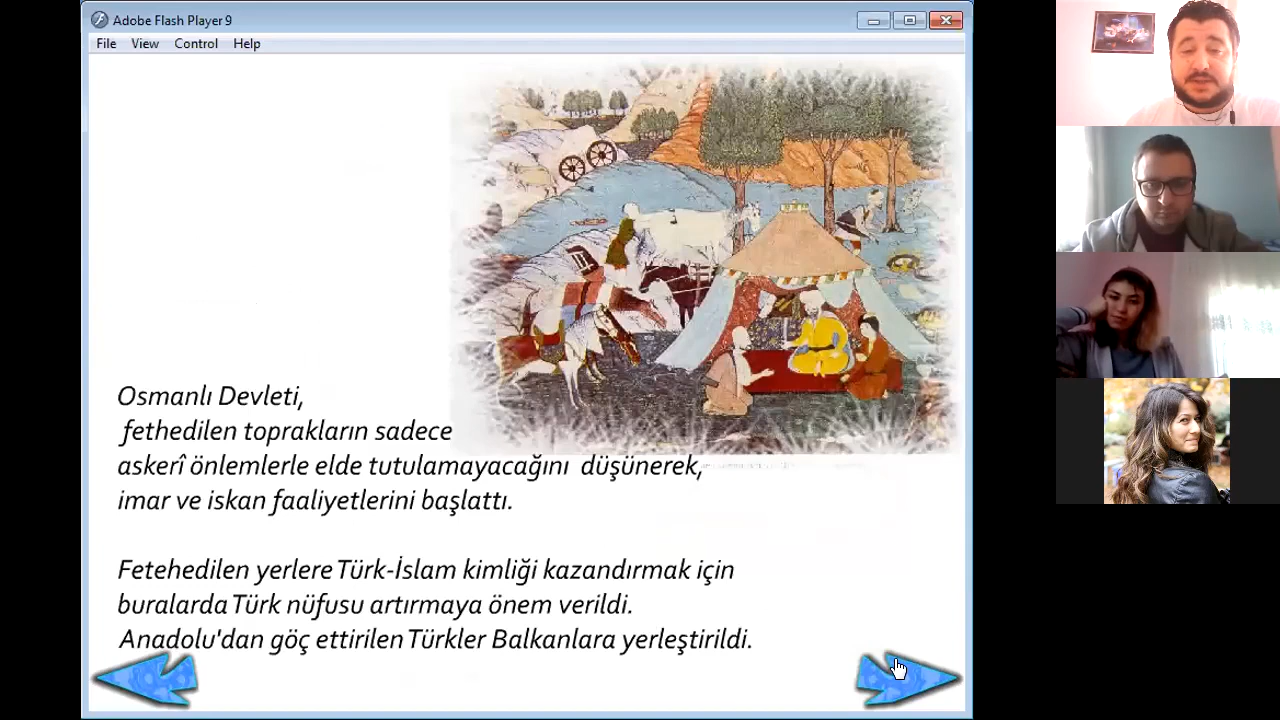 Adobe Flash Player 9
File View Control Help
Osmanlı Devleti,
fethedilen toprakların sadece
askerî önlemlerle elde tutulamayacağını düşünerek,
imar ve iskan faaliyetlerini başlattı.
Fetehedilen yerlere Türk-İslam kimliği kazandırmak için
buralarda Türk nüfusu artırmaya önem verildi.
Anadolu'dan göç ettirilen Türkler Balkanlara yerleştirildi.